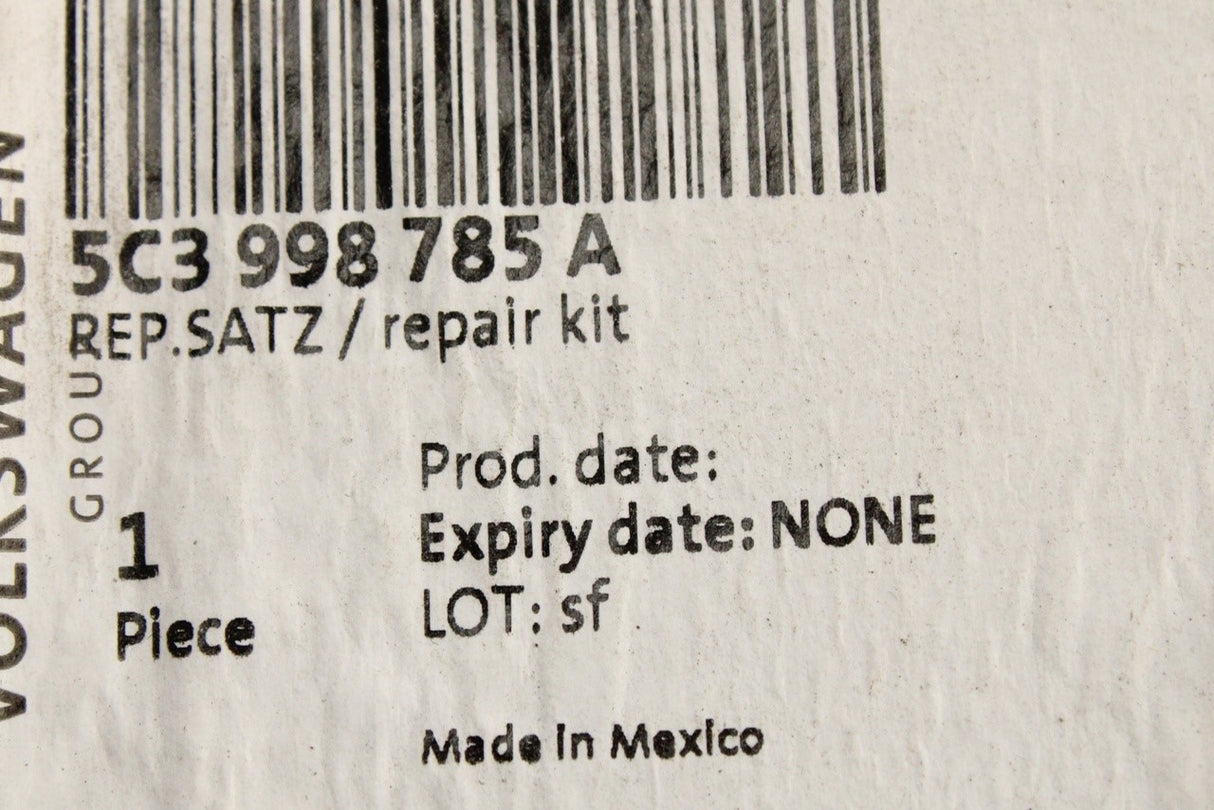 VOLKSWAGEN
GROUP
5C3 998 785 A
REP.SATZ / repair kit
Prod. date:
Expiry date: NONE
LOT: sf
1
Piece
Made in Mexico